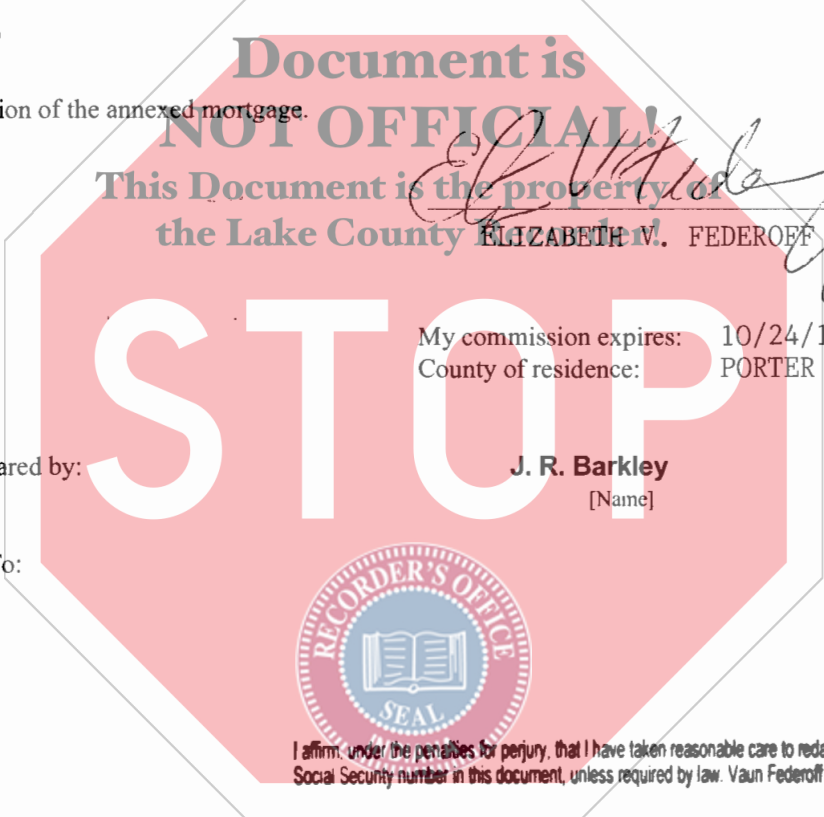 Document is
ion of the annexed mortgage.
NOT OFFICIAL!
This Document is the property of
the Lake County Recorder!
ELIZABETH V. FEDEROFF
STOP
My commission expires: 10/24/1
County of residence: PORTER
ared by:
J. R. Barkley
[Name]
o:
RECORDER'S OFFICE
SEAL
I affirm, under the penalties for perjury, that I have taken reasonable care to reda
Social Security number in this document, unless required by law. Vaun Federoff